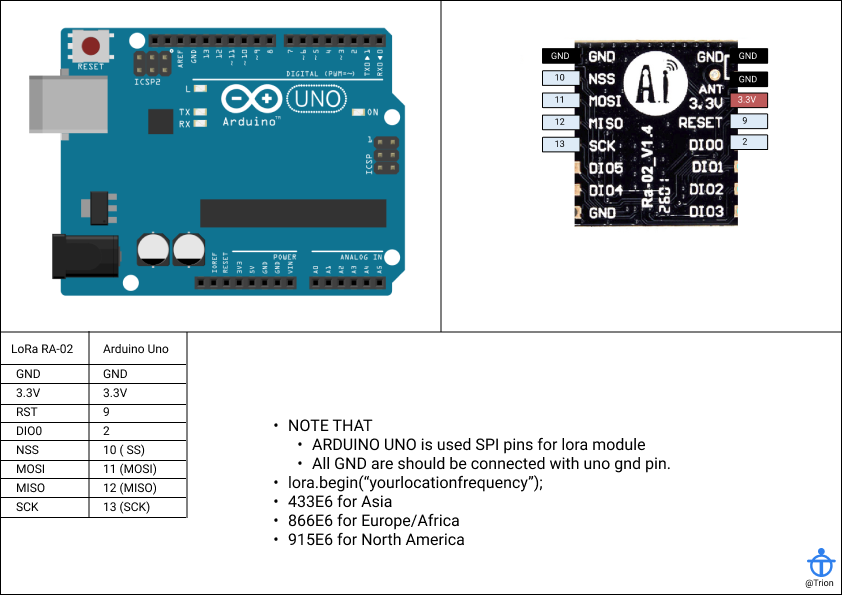 RESET
ICSP2
AREF
GND
13
12
~11
~10
~9
8
7
~6
~5
4
~3
2
TXD 1
RXD 0
DIGITAL (PWM=~)
L
TX
RX
Arduino™
UNO
ON
1
ICSP
IOREF
RESET
3V3
5V
GND
GND
VIN
POWER
ANALOG IN
A0
A1
A2
A3
A4
A5
GND GND GND GND
10 NSS GND
ANT
11 MOSI 3.3V 3.3V
12 MISO RESET 9
13 SCK DIO0 2
DIO5 DIO1
DIO4 DIO2
GND DIO3
Ai
Ra-02_V1.4
2601
LoRa RA-02 Arduino Uno
GND GND
3.3V 3.3V
RST 9
DIO0 2
NSS 10 ( SS)
MOSI 11 (MOSI)
MISO 12 (MISO)
SCK 13 (SCK)
• NOTE THAT
• ARDUINO UNO is used SPI pins for lora module
• All GND are should be connected with uno gnd pin.
• lora.begin(“yourlocationfrequency”);
• 433E6 for Asia
• 866E6 for Europe/Africa
• 915E6 for North America
@Trion